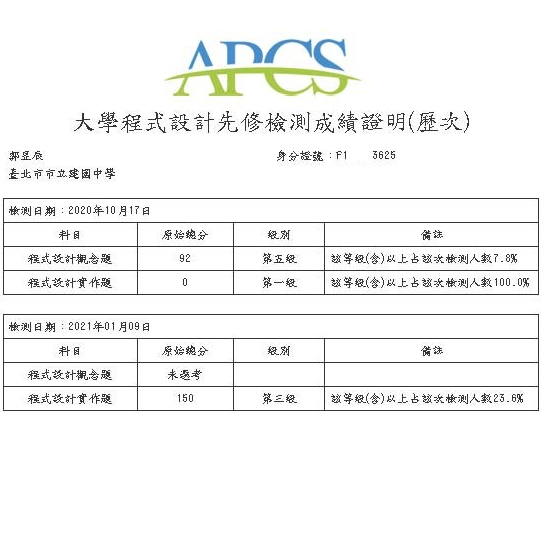 APCS
大學程式設計先修檢測成績證明(歷次)
郭昱辰 身分證號：F1 3625
臺北市市立建國中學
檢測日期：2020年10月17日
科目 原始總分 級別 備註
程式設計觀念題 92 第五級 該等級(含)以上占該次檢測人數7.8%
程式設計實作題 0 第一級 該等級(含)以上占該次檢測人數100.0%
檢測日期：2021年01月09日
科目 原始總分 級別 備註
程式設計觀念題 未選考
程式設計實作題 150 第三級 該等級(含)以上占該次檢測人數23.6%